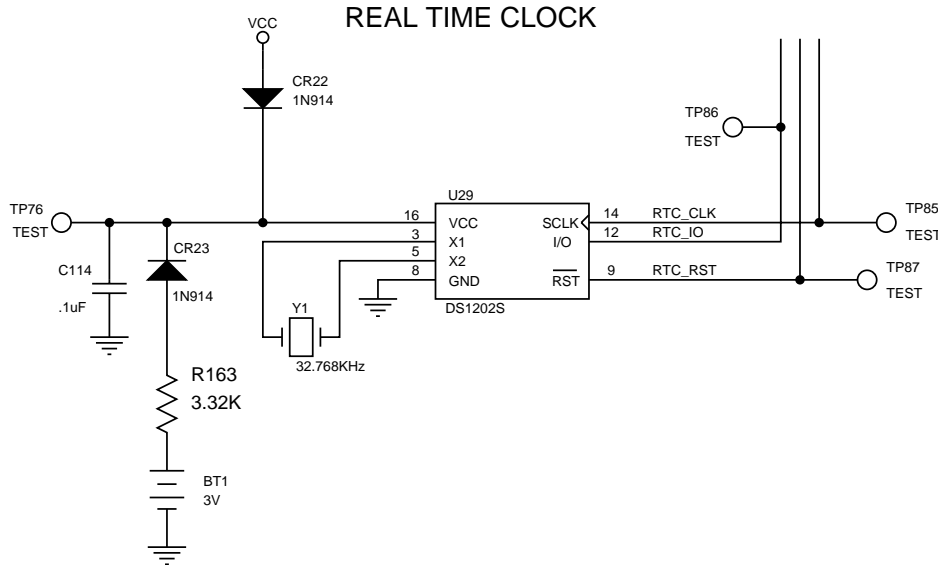 REAL TIME CLOCK
VCC
CR22
1N914
TP86
TEST
TP76
TEST
U29
16
VCC
3
X1
5
X2
8
GND
SCLK
14
RTC_CLK
I/O
12
RTC_IO
RST
9
RTC_RST
DS1202S
TP85
TEST
TP87
TEST
C114
.1uF
CR23
1N914
Y1
32.768KHz
R163
3.32K
BT1
3V